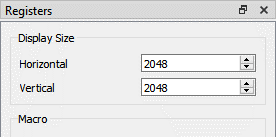 Registers
Display Size
Horizontal 2048
Vertical 2048
Macro